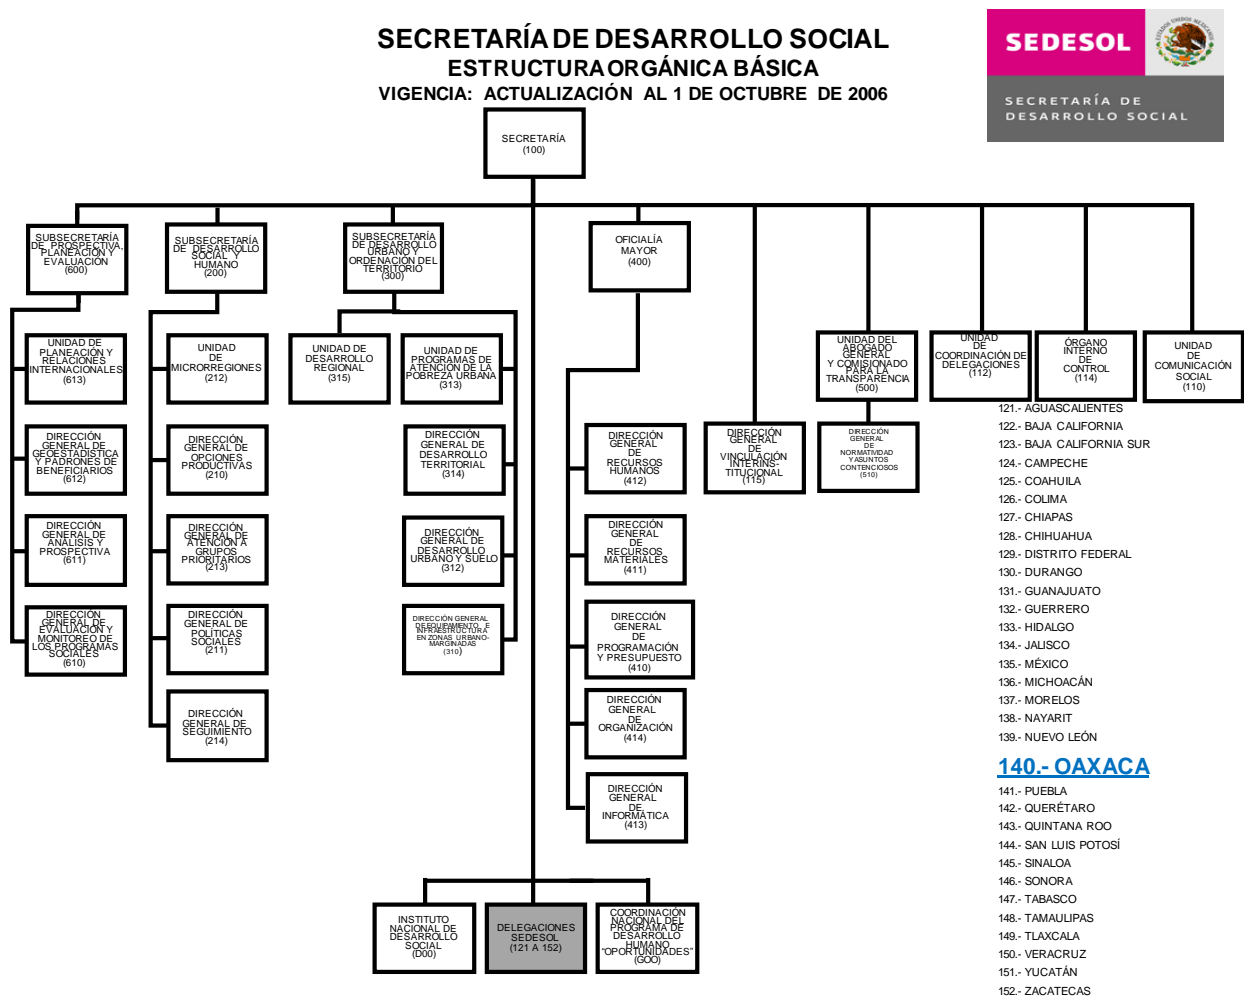 SECRETARÍA DE DESARROLLO SOCIAL
ESTRUCTURA ORGÁNICA BÁSICA
VIGENCIA: ACTUALIZACIÓN AL 1 DE OCTUBRE DE 2006
SEDESOL
ESTADOS UNIDOS MEXICANOS
SECRETARÍA DE
DESARROLLO SOCIAL
SECRETARÍA
(100)
SUBSECRETARÍA
DE PROSPECTIVA,
PLANEACIÓN Y
EVALUACIÓN
(600)
SUBSECRETARÍA
DE DESARROLLO
SOCIAL Y
HUMANO
(200)
SUBSECRETARÍA
DE DESARROLLO
URBANO Y
ORDENACIÓN DEL
TERRITORIO
(300)
OFICIALÍA
MAYOR
(400)
UNIDAD DE
PLANEACIÓN Y
RELACIONES
INTERNACIONALES
(613)
UNIDAD
DE
MICRORREGIONES
(212)
UNIDAD DE
DESARROLLO
REGIONAL
(315)
UNIDAD DE
PROGRAMAS DE
ATENCIÓN DE LA
POBREZA URBANA
(313)
UNIDAD DEL
ABOGADO
GENERAL
Y COMISIONADO
PARA LA
TRANSPARENCIA
(500)
UNIDAD
DE
COORDINACIÓN DE
DELEGACIONES
(112)
ÓRGANO
INTERNO
DE
CONTROL
(114)
UNIDAD
DE
COMUNICACIÓN
SOCIAL
(110)
DIRECCIÓN
GENERAL DE
GEOESTADÍSTICA
Y PADRONES DE
BENEFICIARIOS
(612)
DIRECCIÓN
GENERAL DE
OPCIONES
PRODUCTIVAS
(210)
DIRECCIÓN
GENERAL DE
DESARROLLO
TERRITORIAL
(314)
DIRECCIÓN
GENERAL
DE
RECURSOS
HUMANOS
(412)
DIRECCIÓN
GENERAL
DE
VINCULACIÓN
INTERINS-
TITUCIONAL
(115)
DIRECCIÓN
GENERAL
DE
NORMATIVIDAD
Y ASUNTOS
CONTENCIOSOS
(510)
DIRECCIÓN
GENERAL DE
ANÁLISIS Y
PROSPECTIVA
(611)
DIRECCIÓN
GENERAL DE
ATENCIÓN A
GRUPOS
PRIORITARIOS
(213)
DIRECCIÓN
GENERAL DE
DESARROLLO
URBANO Y SUELO
(312)
DIRECCIÓN
GENERAL
DE
RECURSOS
MATERIALES
(411)
DIRECCIÓN
GENERAL DE
EVALUACIÓN Y
MONITOREO DE
LOS PROGRAMAS
SOCIALES
(610)
DIRECCIÓN
GENERAL DE
POLÍTICAS
SOCIALES
(211)
DIRECCIÓN GENERAL
DE EQUIPAMIENTO E
INFRAESTRUCTURA
EN ZONAS URBANO-
MARGINADAS
(310)
DIRECCIÓN
GENERAL
DE
PROGRAMACIÓN
Y PRESUPUESTO
(410)
DIRECCIÓN
GENERAL DE
SEGUIMIENTO
(214)
DIRECCIÓN
GENERAL
DE
ORGANIZACIÓN
(414)
DIRECCIÓN
GENERAL
DE
INFORMÁTICA
(413)
INSTITUTO
NACIONAL DE
DESARROLLO
SOCIAL
(D00)
DELEGACIONES
SEDESOL
(121 A 152)
COORDINACIÓN
NACIONAL DEL
PROGRAMA DE
DESARROLLO
HUMANO
"OPORTUNIDADES"
(GOO)
121.- AGUASCALIENTES
122.- BAJA CALIFORNIA
123.- BAJA CALIFORNIA SUR
124.- CAMPECHE
125.- COAHUILA
126.- COLIMA
127.- CHIAPAS
128.- CHIHUAHUA
129.- DISTRITO FEDERAL
130.- DURANGO
131.- GUANAJUATO
132.- GUERRERO
133.- HIDALGO
134.- JALISCO
135.- MÉXICO
136.- MICHOACÁN
137.- MORELOS
138.- NAYARIT
139.- NUEVO LEÓN
140.- OAXACA
141.- PUEBLA
142.- QUERÉTARO
143.- QUINTANA ROO
144.- SAN LUIS POTOSÍ
145.- SINALOA
146.- SONORA
147.- TABASCO
148.- TAMAULIPAS
149.- TLAXCALA
150.- VERACRUZ
151.- YUCATÁN
152.- ZACATECAS